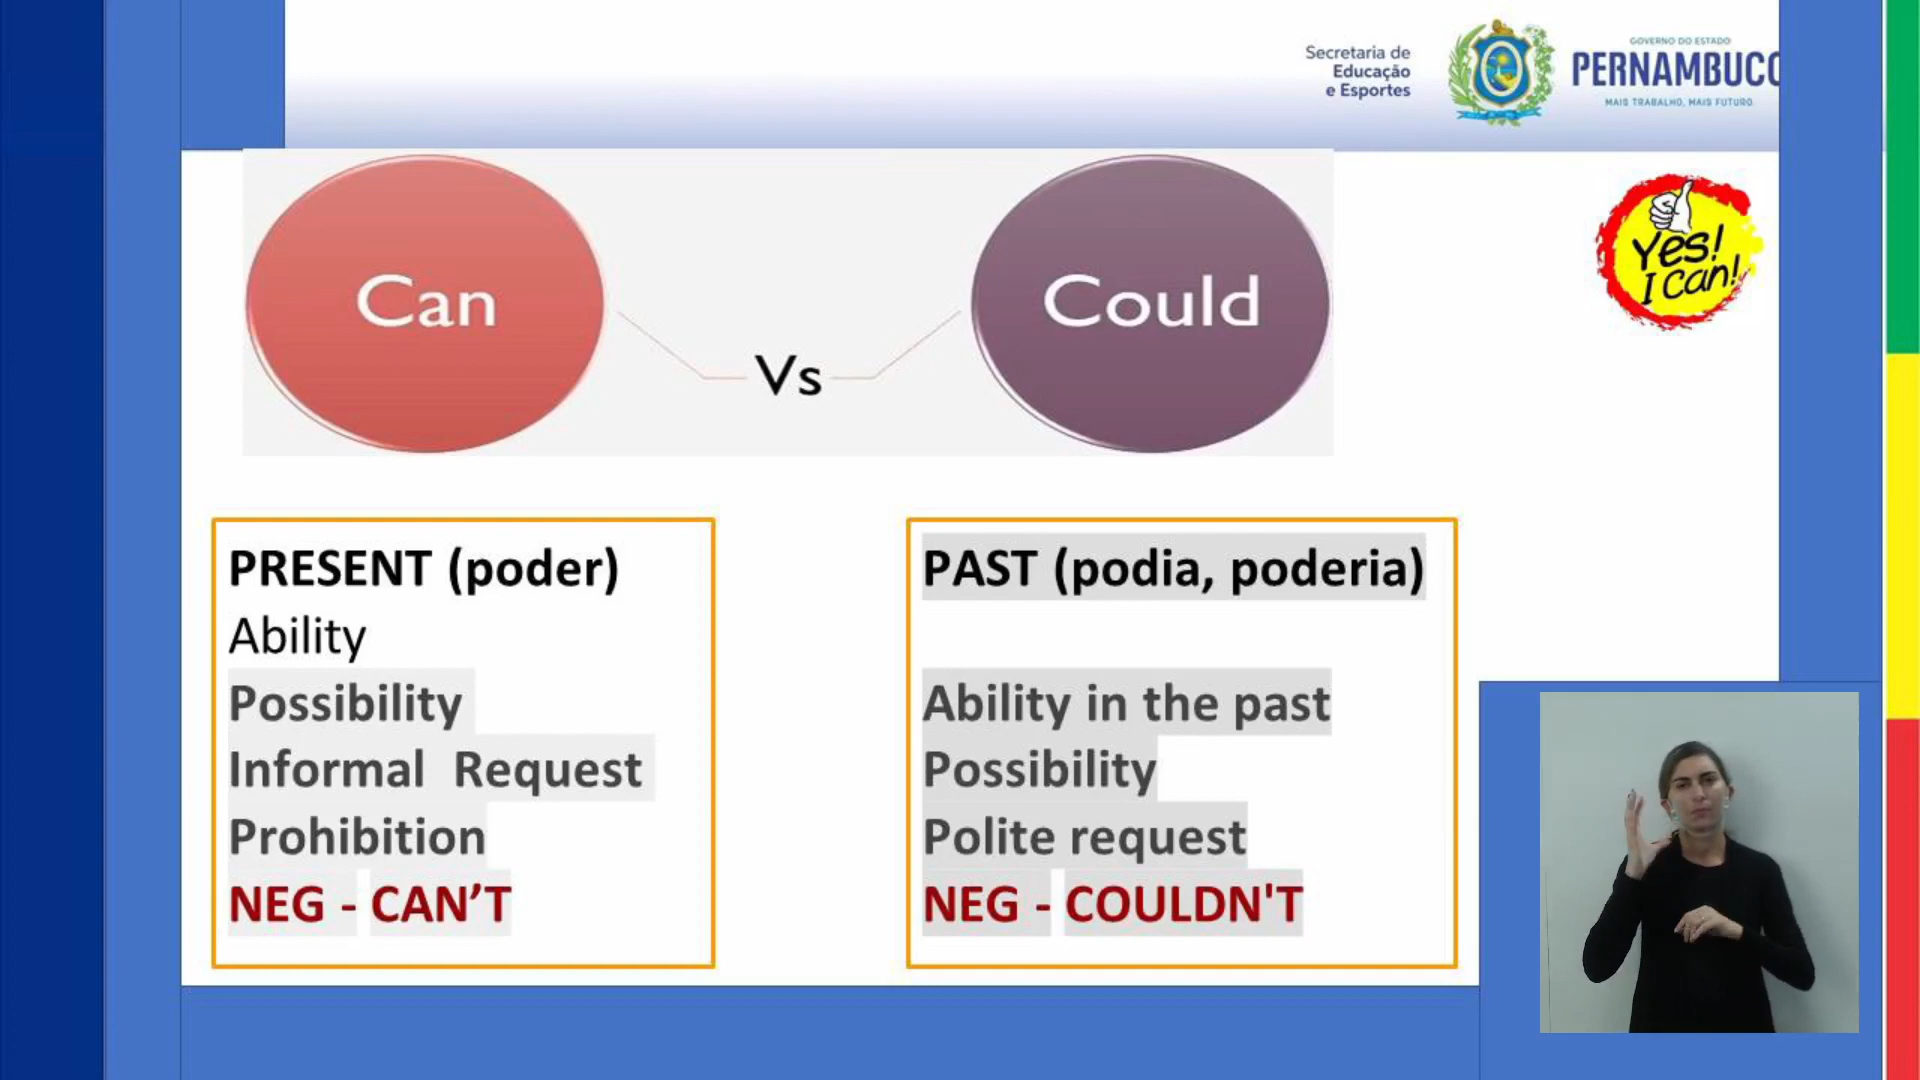 Secretaria de
Educação
e Esportes
GOVERNO DO ESTADO
PERNAMBUCO
MAIS TRABALHO, MAIS FUTURO.
Can
Vs
Could
Yes!
I can!
PRESENT (poder)
Ability
Possibility
Informal  Request
Prohibition
NEG - CAN’T
PAST (podia, poderia)
Ability in the past
Possibility
Polite request
NEG - COULDN'T